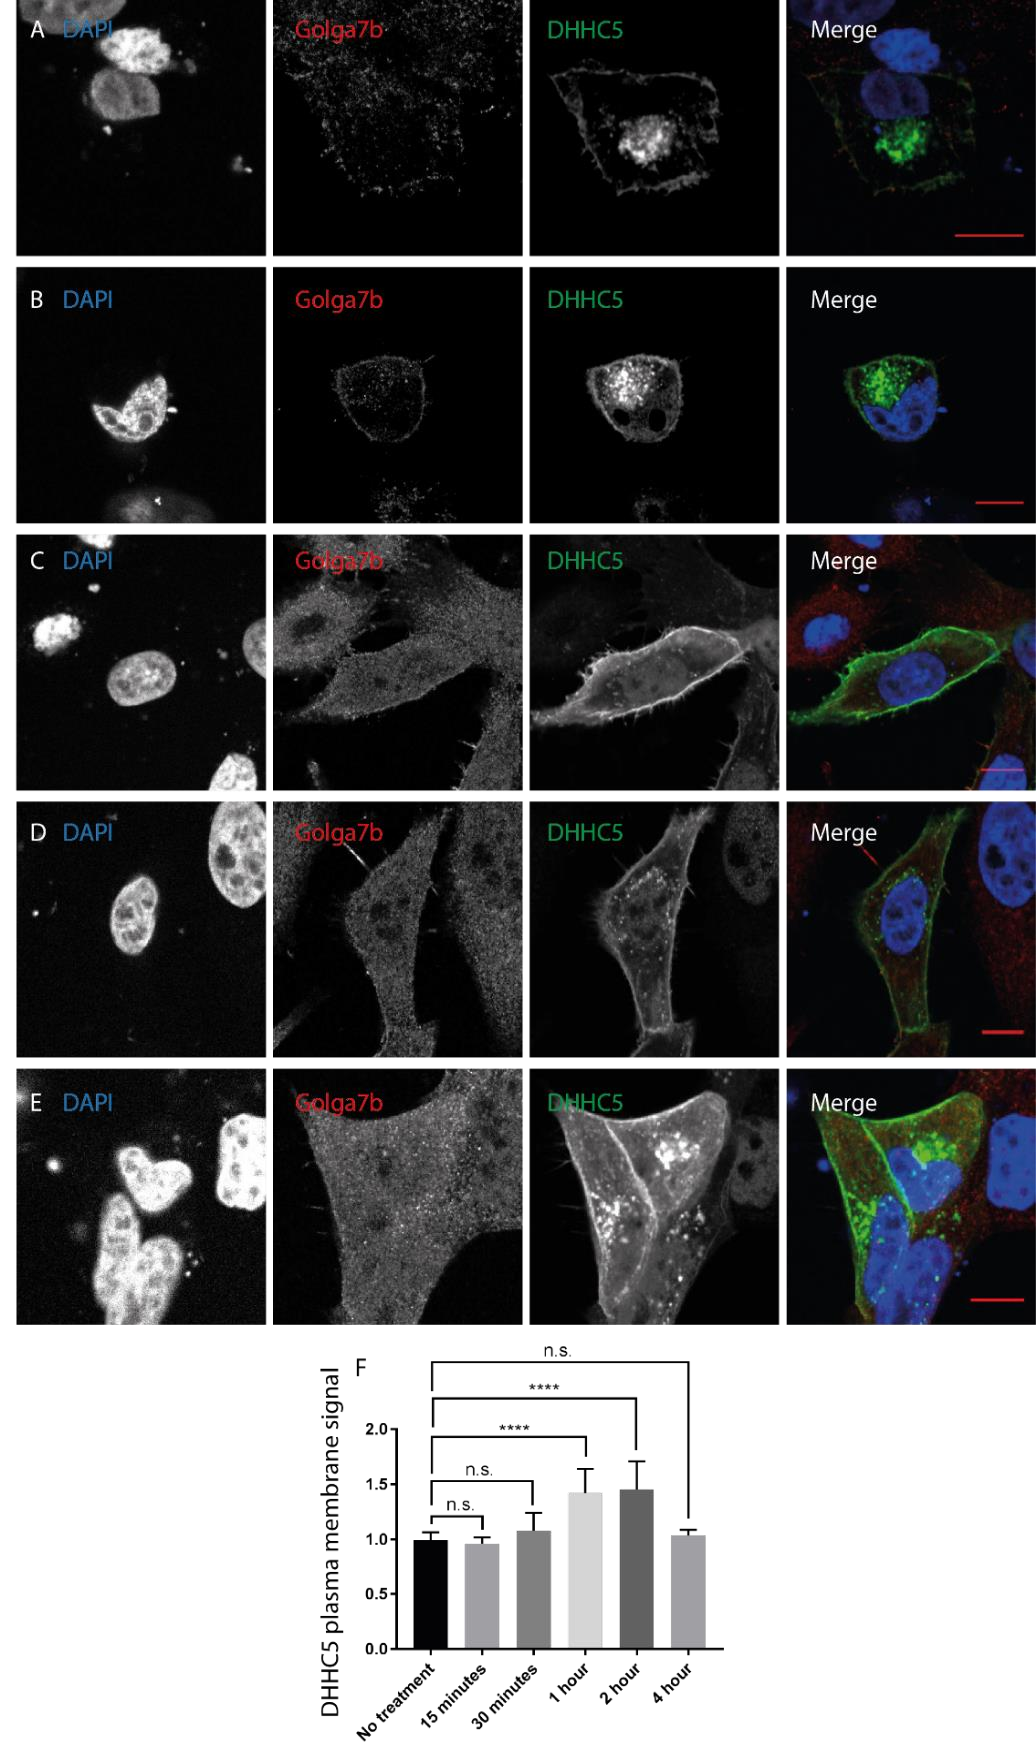 A DAPI Golga7b DHHC5 Merge
B DAPI Golga7b DHHC5 Merge
C DAPI Golga7b DHHC5 Merge
D DAPI Golga7b DHHC5 Merge
E DAPI Golga7b DHHC5 Merge
F
n.s.
****
****
n.s.
n.s.
DHHC5 plasma membrane signal
2.0
1.5
1.0
0.5
0.0
No treatment
15 minutes
30 minutes
1 hour
2 hour
4 hour